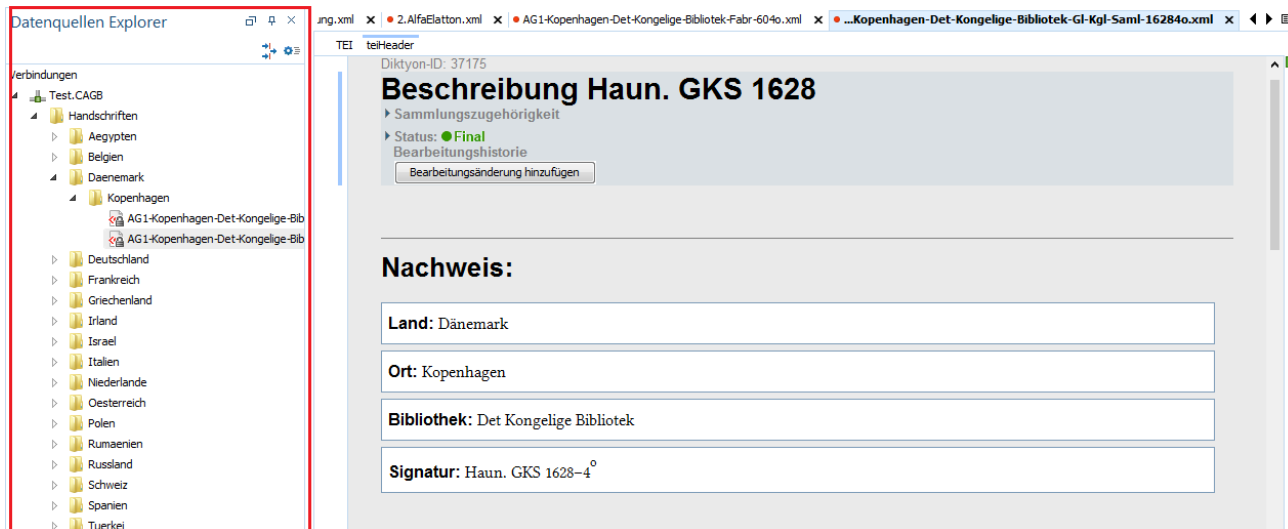 Datenquellen Explorer
Verbindungen
Test.CAGB
Handschriften
Aegypten
Belgien
Daenemark
Kopenhagen
AG1-Kopenhagen-Det-Kongelige-Bib
AG1-Kopenhagen-Det-Kongelige-Bib
Deutschland
Frankreich
Griechenland
Irland
Israel
Italien
Niederlande
Oesterreich
Polen
Rumaenien
Russland
Schweiz
Spanien
Tuerkei
ung.xml 2.AlfaElatton.xml AG1-Kopenhagen-Det-Kongelige-Bibliotek-Fabr-604o.xml ...Kopenhagen-Det-Kongelige-Bibliotek-Gl-Kgl-Saml-16284o.xml
TEI teiHeader
Diktyon-ID: 37175
Beschreibung Haun. GKS 1628
Sammlungszugehörigkeit
Status: Final
Bearbeitungshistorie
Bearbeitungsänderung hinzufügen
Nachweis:
Land: Dänemark
Ort: Kopenhagen
Bibliothek: Det Kongelige Bibliotek
Signatur: Haun. GKS 1628–4º